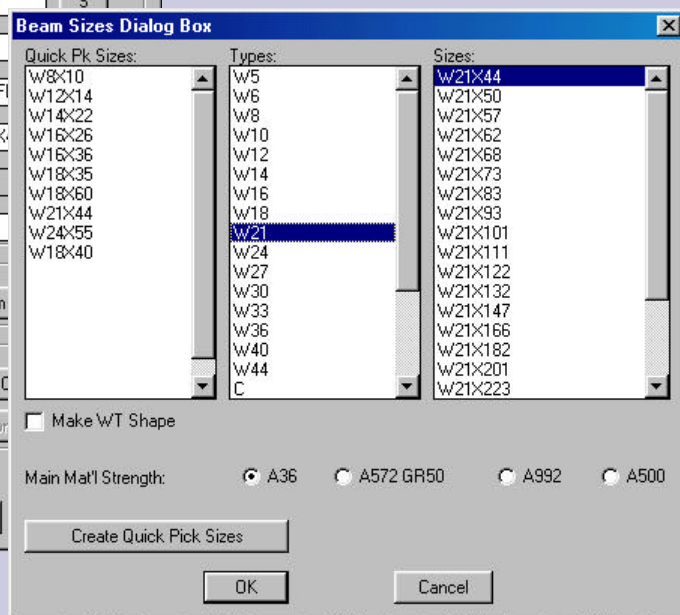 S
Beam Sizes Dialog Box
Quick Pk Sizes:
W8X10
W12X14
W14X22
W16X26
W16X36
W18X35
W18X60
W21X44
W24X55
W18X40
Types:
W5
W6
W8
W10
W12
W14
W16
W18
W21
W24
W27
W30
W33
W36
W40
W44
C
Sizes:
W21X44
W21X50
W21X57
W21X62
W21X68
W21X73
W21X83
W21X93
W21X101
W21X111
W21X122
W21X132
W21X147
W21X166
W21X182
W21X201
W21X223
Make WT Shape
Main Mat'l Strength:
A36
A572 GR50
A992
A500
Create Quick Pick Sizes
OK
Cancel